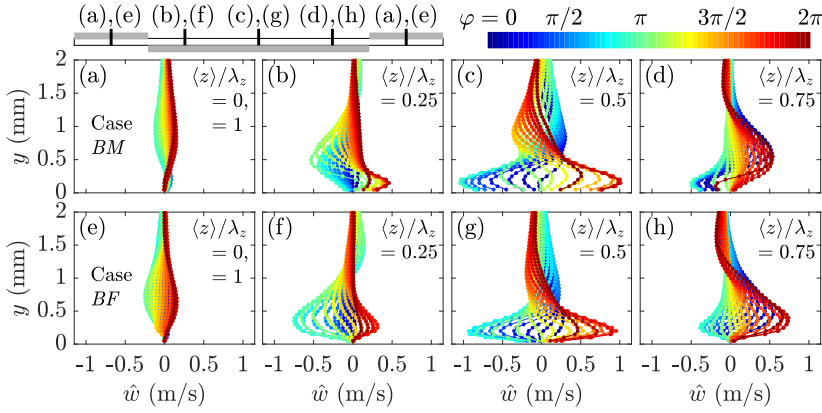 (a),(e) (b),(f) (c),(g) (d),(h) (a),(e) φ = 0 π/2 π 3π/2 2π
(a) ⟨z⟩/λz = 0, = 1 Case BM
(b) ⟨z⟩/λz = 0.25
(c) ⟨z⟩/λz = 0.5
(d) ⟨z⟩/λz = 0.75
y (mm) 2 1.5 1 0.5 0
(e) ⟨z⟩/λz = 0, = 1 Case BF
(f) ⟨z⟩/λz = 0.25
(g) ⟨z⟩/λz = 0.5
(h) ⟨z⟩/λz = 0.75
y (mm) 2 1.5 1 0.5 0
-1 -0.5 0 0.5 1 -1 -0.5 0 0.5 1 -1 -0.5 0 0.5 1 -1 -0.5 0 0.5 1
ŵ (m/s) ŵ (m/s) ŵ (m/s) ŵ (m/s)